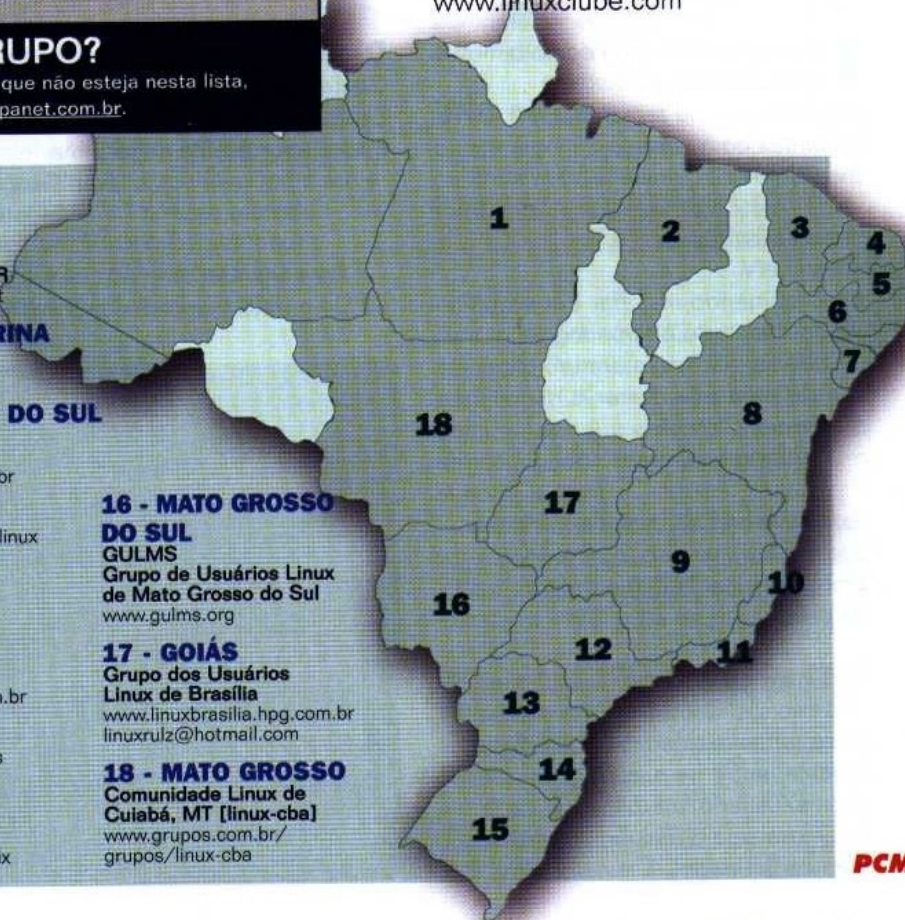 www.linuxclube.com
RUPO?
que não esteja nesta lista,
panet.com.br.
R
RINA
DO SUL
or
linux
n.br
s
ix
16 - MATO GROSSO
DO SUL
GULMS
Grupo de Usuários Linux
de Mato Grosso do Sul
www.gulms.org
17 - GOIÁS
Grupo dos Usuários
Linux de Brasília
www.linuxbrasilia.hpg.com.br
linuxrulz@hotmail.com
18 - MATO GROSSO
Comunidade Linux de
Cuiabá, MT [linux-cba]
www.grupos.com.br/
grupos/linux-cba
1
2
3
4
5
6
7
8
18
17
9
10
16
12
11
13
14
15
PCM